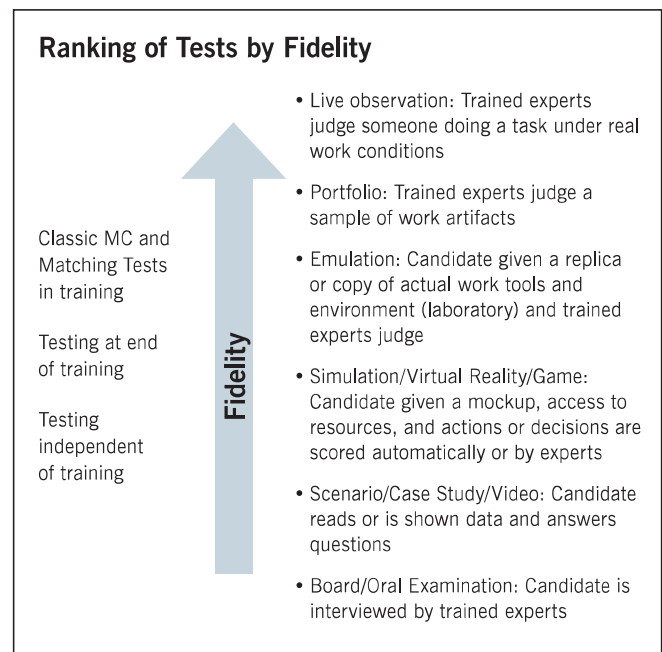 Ranking of Tests by Fidelity
Classic MC and
Matching Tests
in training
Testing at end
of training
Testing
independent
of training
Fidelity
• Live observation: Trained experts
judge someone doing a task under real
work conditions
• Portfolio: Trained experts judge a
sample of work artifacts
• Emulation: Candidate given a replica
or copy of actual work tools and
environment (laboratory) and trained
experts judge
• Simulation/Virtual Reality/Game:
Candidate given a mockup, access to
resources, and actions or decisions are
scored automatically or by experts
• Scenario/Case Study/Video: Candidate
reads or is shown data and answers
questions
• Board/Oral Examination: Candidate is
interviewed by trained experts